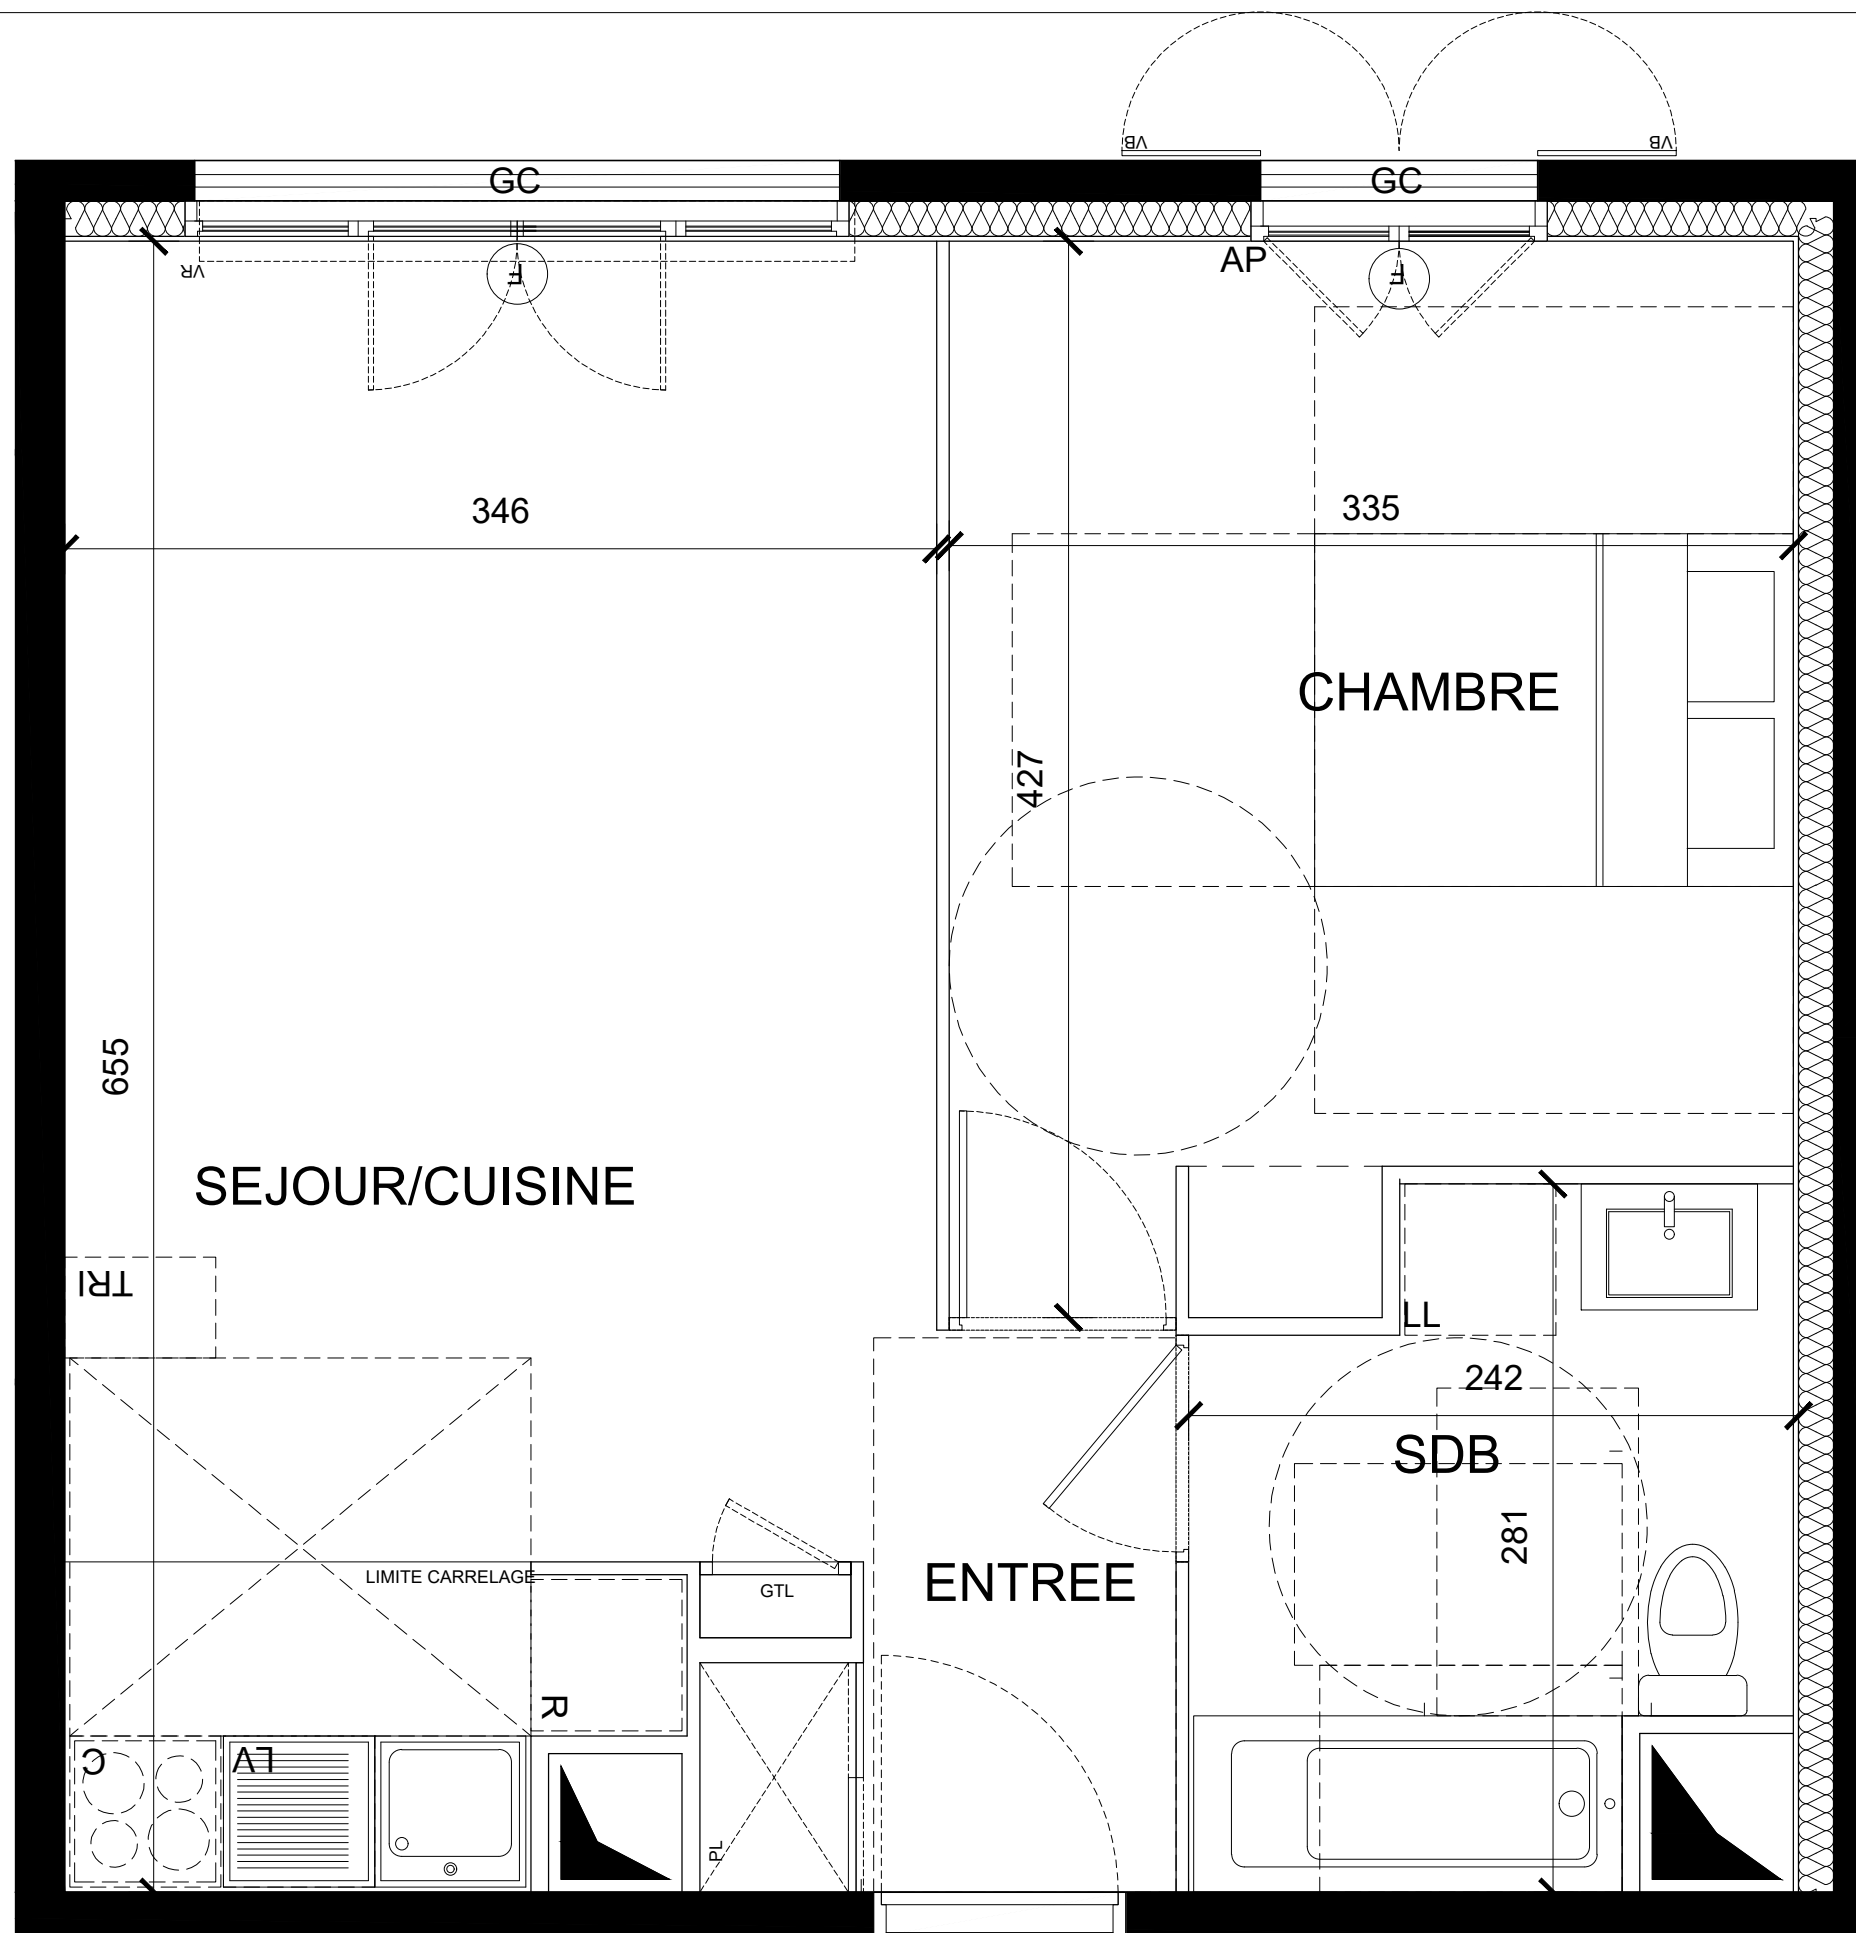 VB
VB
GC
GC
AP
VR
F
F
346
335
CHAMBRE
427
655
SEJOUR/CUISINE
TRI
LL
242
SDB
281
LIMITE CARRELAGE
GTL
ENTREE
R
C
LV
PL